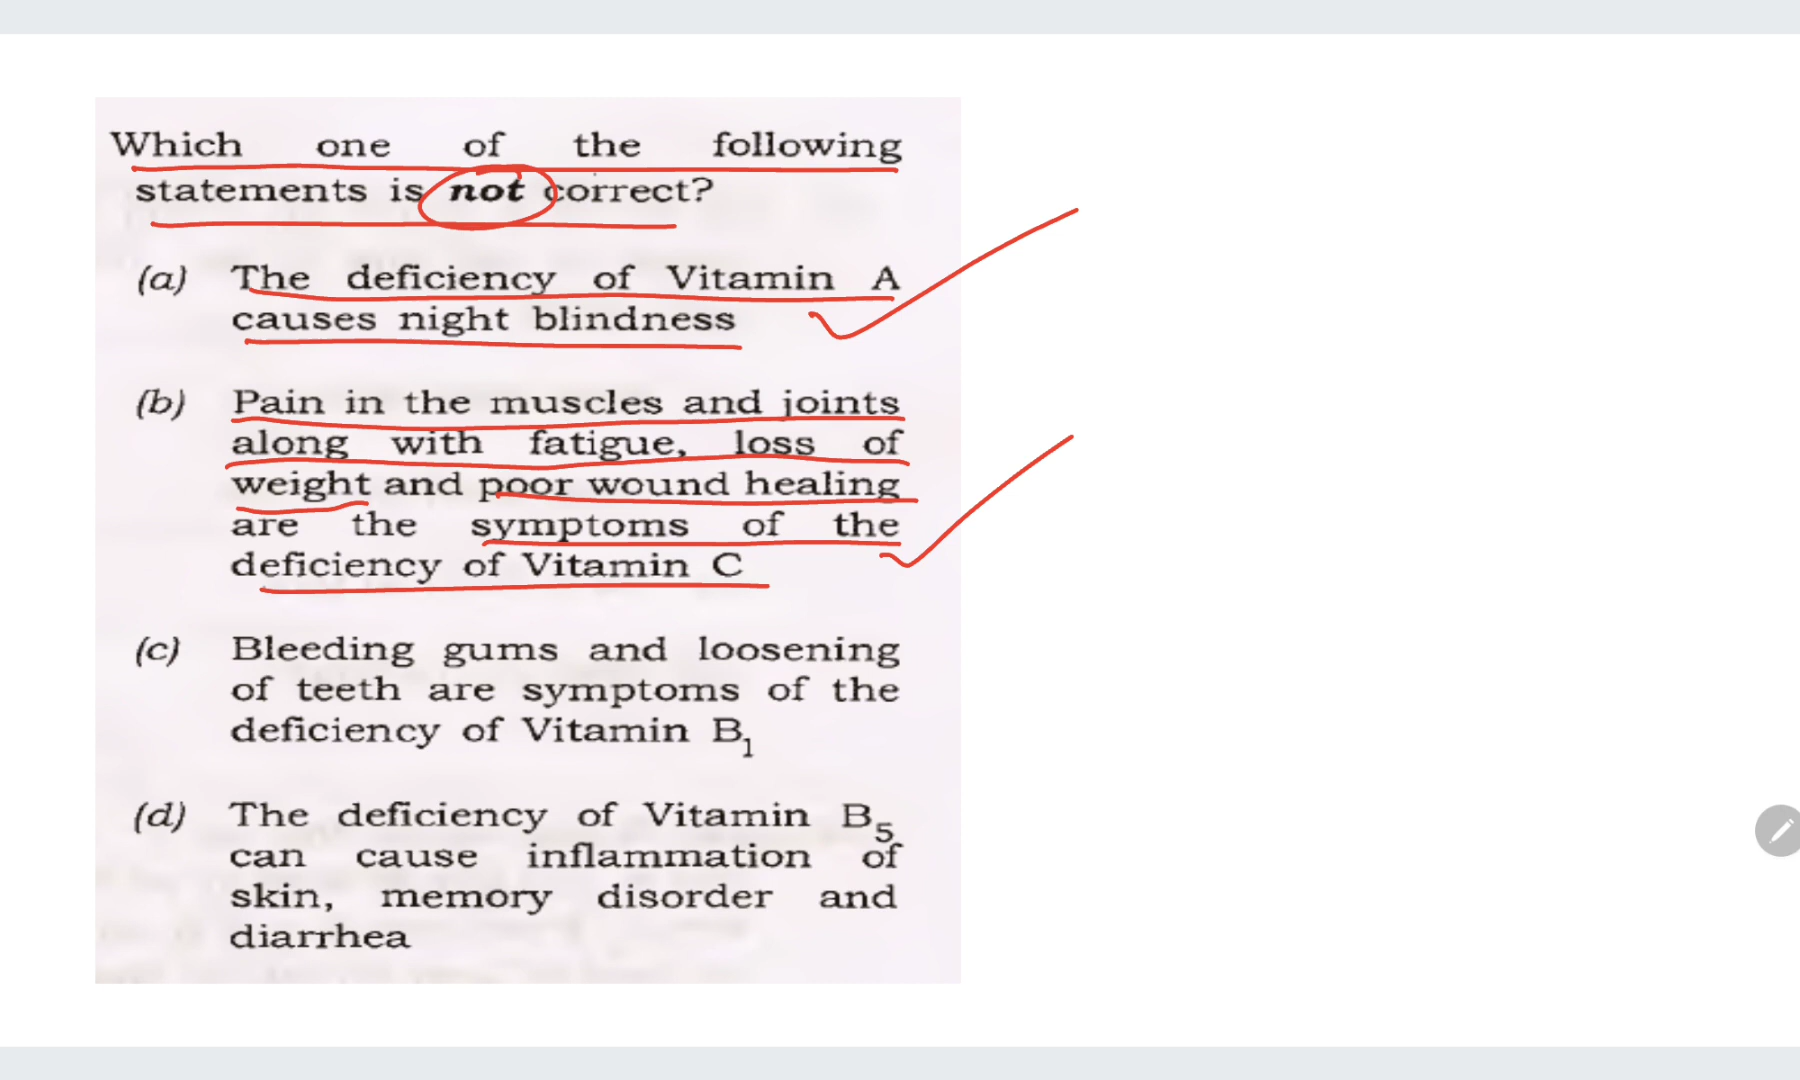 Which one of the following
statements is not correct?
(a) The deficiency of Vitamin A
causes night blindness
(b) Pain in the muscles and joints
along with fatigue, loss of
weight and poor wound healing
are the symptoms of the
deficiency of Vitamin C
(c) Bleeding gums and loosening
of teeth are symptoms of the
deficiency of Vitamin B₁
(d) The deficiency of Vitamin B₅
can cause inflammation of
skin, memory disorder and
diarrhea